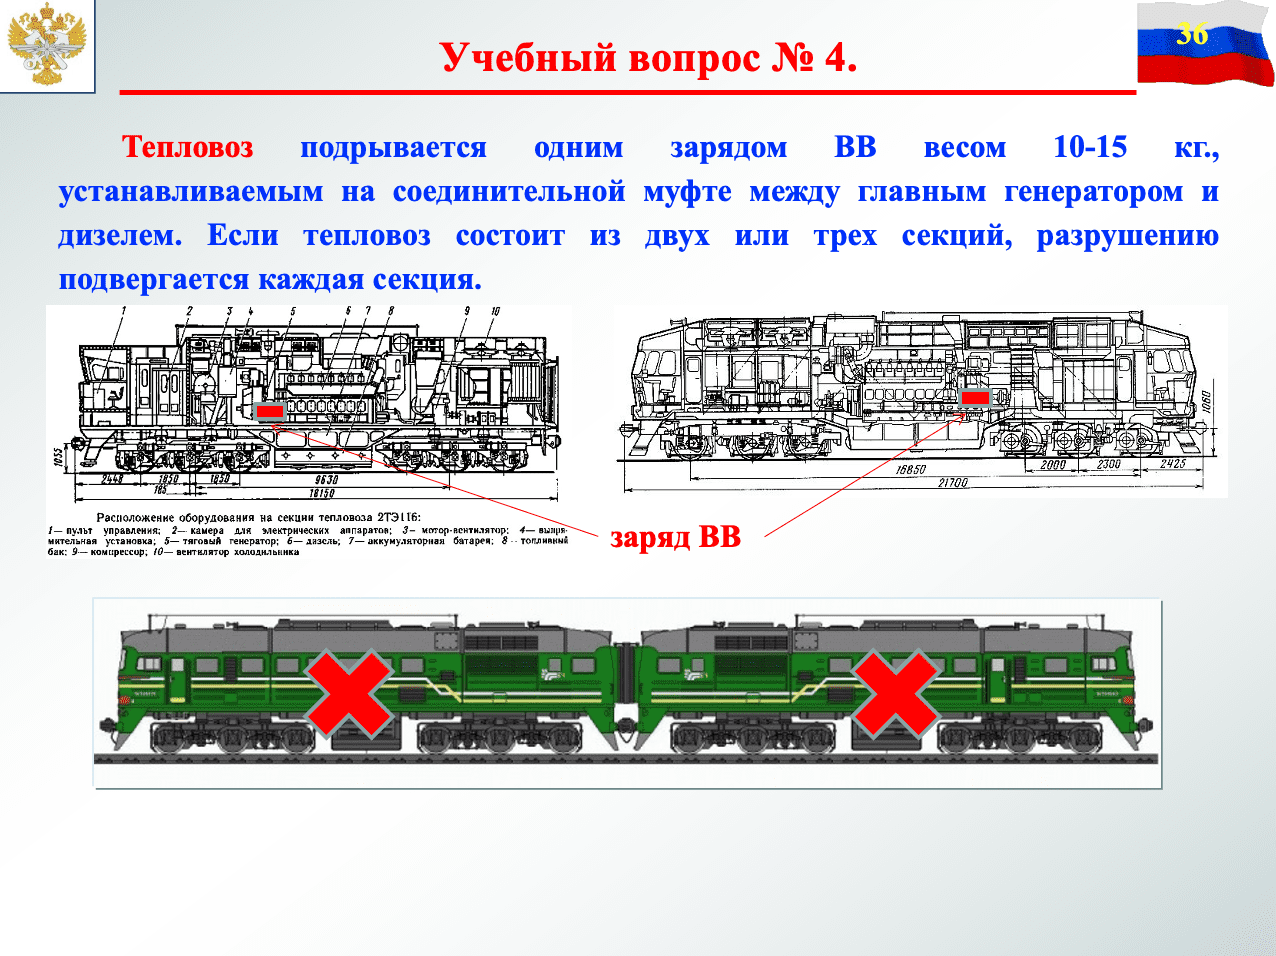 36
Учебный вопрос № 4.
Тепловоз подрывается одним зарядом ВВ весом 10-15 кг.,
устанавливаемым на соединительной муфте между главным генератором и
дизелем. Если тепловоз состоит из двух или трех секций, разрушению
подвергается каждая секция.
1 2 3 4 5 6 7 8 9 10
1055
2448 1850 1850 9630
185
18150
1060
16850 2000 2300 2425
21700
Расположение оборудования на секции тепловоза 2ТЭ116:
1— пульт управления; 2— камера для электрических аппаратов; 3— мотор-вентилятор; 4— выпря-
мительная установка; 5— тяговый генератор; 6— дизель; 7— аккумуляторная батарея; 8— топливный
бак; 9— компрессор; 10— вентилятор холодильника
заряд ВВ